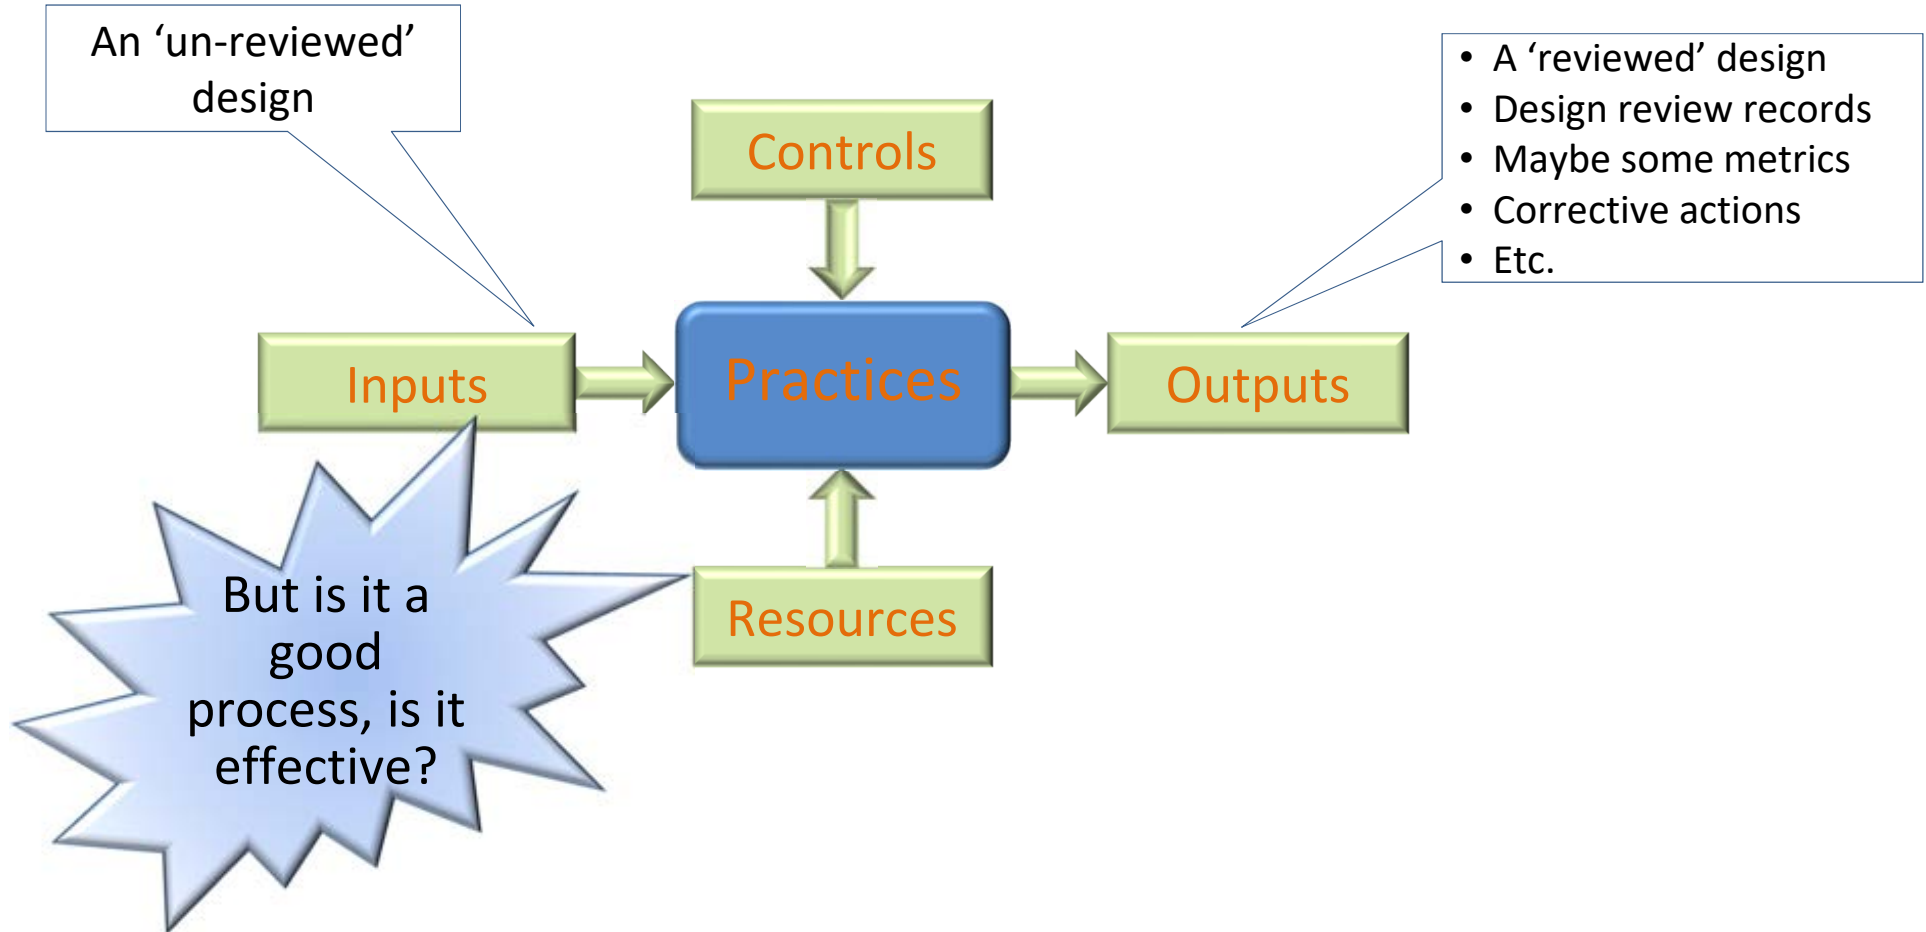 An ‘un-reviewed’
design
• A ‘reviewed’ design
• Design review records
• Maybe some metrics
• Corrective actions
• Etc.
Controls
Inputs
Practices
Outputs
Resources
But is it a
good
process, is it
effective?